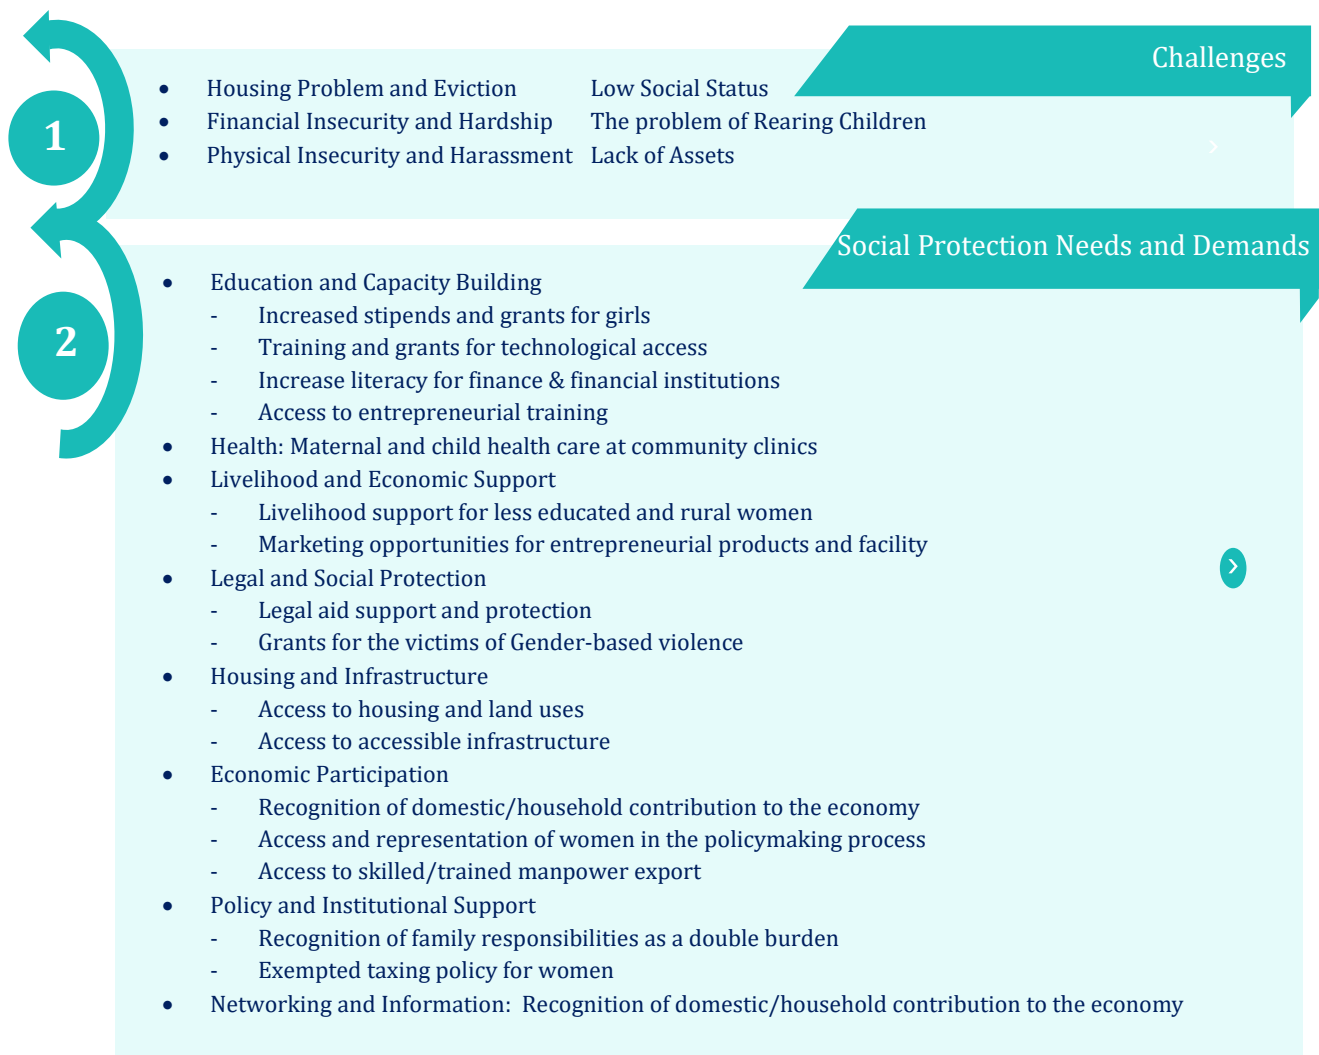 Challenges
1
• Housing Problem and Eviction Low Social Status
• Financial Insecurity and Hardship The problem of Rearing Children
• Physical Insecurity and Harassment Lack of Assets
›
Social Protection Needs and Demands
2
• Education and Capacity Building
- Increased stipends and grants for girls
- Training and grants for technological access
- Increase literacy for finance & financial institutions
- Access to entrepreneurial training
• Health: Maternal and child health care at community clinics
• Livelihood and Economic Support
- Livelihood support for less educated and rural women
- Marketing opportunities for entrepreneurial products and facility
›
• Legal and Social Protection
- Legal aid support and protection
- Grants for the victims of Gender-based violence
• Housing and Infrastructure
- Access to housing and land uses
- Access to accessible infrastructure
• Economic Participation
- Recognition of domestic/household contribution to the economy
- Access and representation of women in the policymaking process
- Access to skilled/trained manpower export
• Policy and Institutional Support
- Recognition of family responsibilities as a double burden
- Exempted taxing policy for women
• Networking and Information: Recognition of domestic/household contribution to the economy